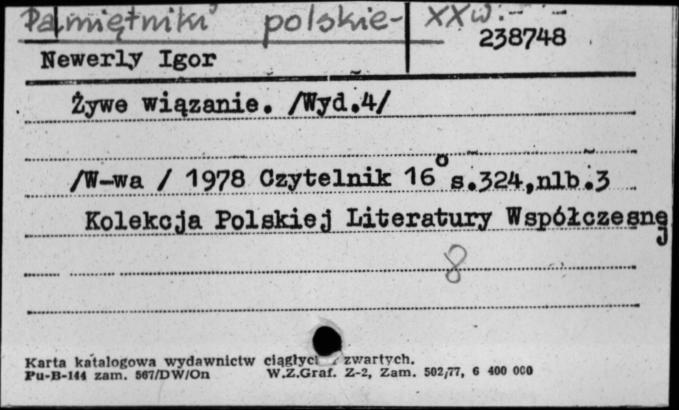 Pamiętniki polskie - XX w.
238748
Newerly Igor
Żywe wiązanie. /Wyd.4/
/W-wa / 1978 Czytelnik 16° s.324,nlb.3
Kolekcja Polskiej Literatury Współczesnej
8
Karta katalogowa wydawnictw zwartych.
Pu-B-144 zam. 567/DW/On W.Z.Graf. Z-2, Zam. 502/77, 6 400 000